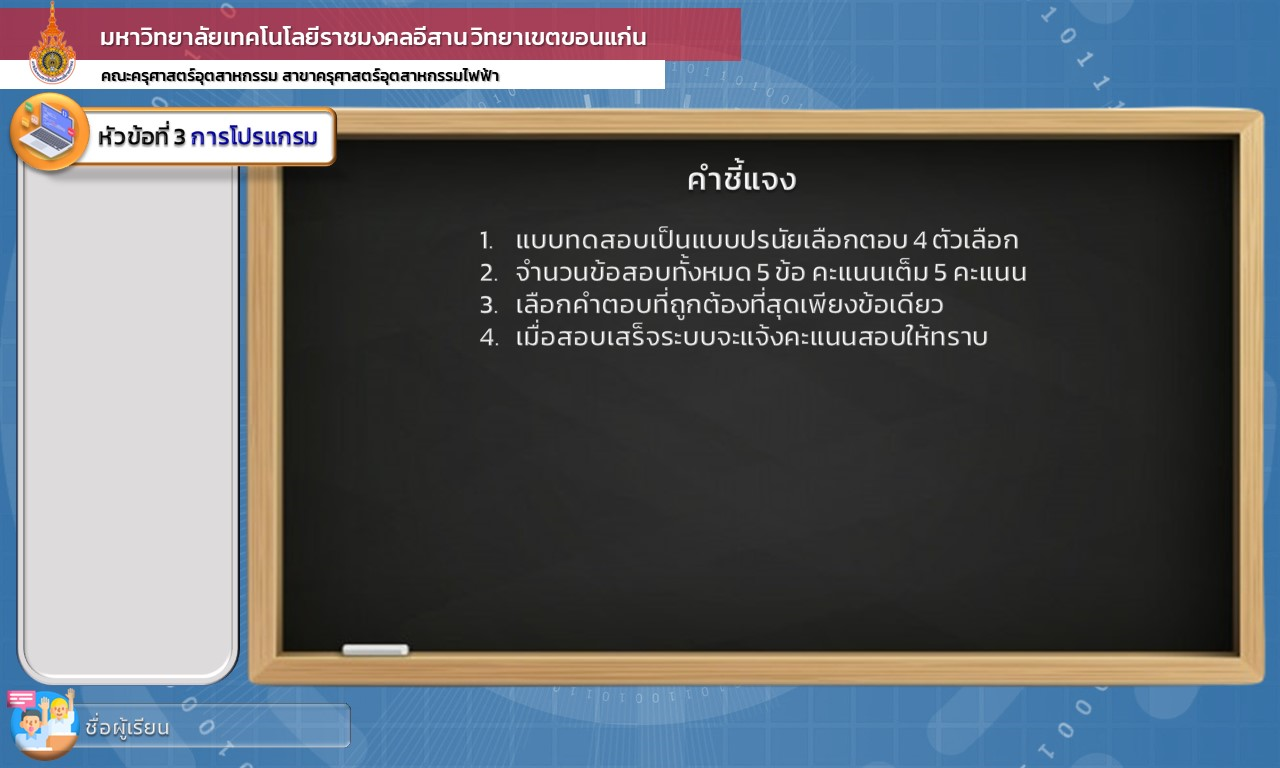 มหาวิทยาลัยเทคโนโลยีราชมงคลอีสาน วิทยาเขตขอนแก่น
คณะครุศาสตร์อุตสาหกรรม สาขาครุศาสตร์อุตสาหกรรมไฟฟ้า
หัวข้อที่ 3 การโปรแกรม
คำชี้แจง
1. แบบทดสอบเป็นแบบปรนัยเลือกตอบ 4 ตัวเลือก
2. จำนวนข้อสอบทั้งหมด 5 ข้อ คะแนนเต็ม 5 คะแนน
3. เลือกคำตอบที่ถูกต้องที่สุดเพียงข้อเดียว
4. เมื่อสอบเสร็จระบบจะแจ้งคะแนนสอบให้ทราบ
ชื่อผู้เรียน